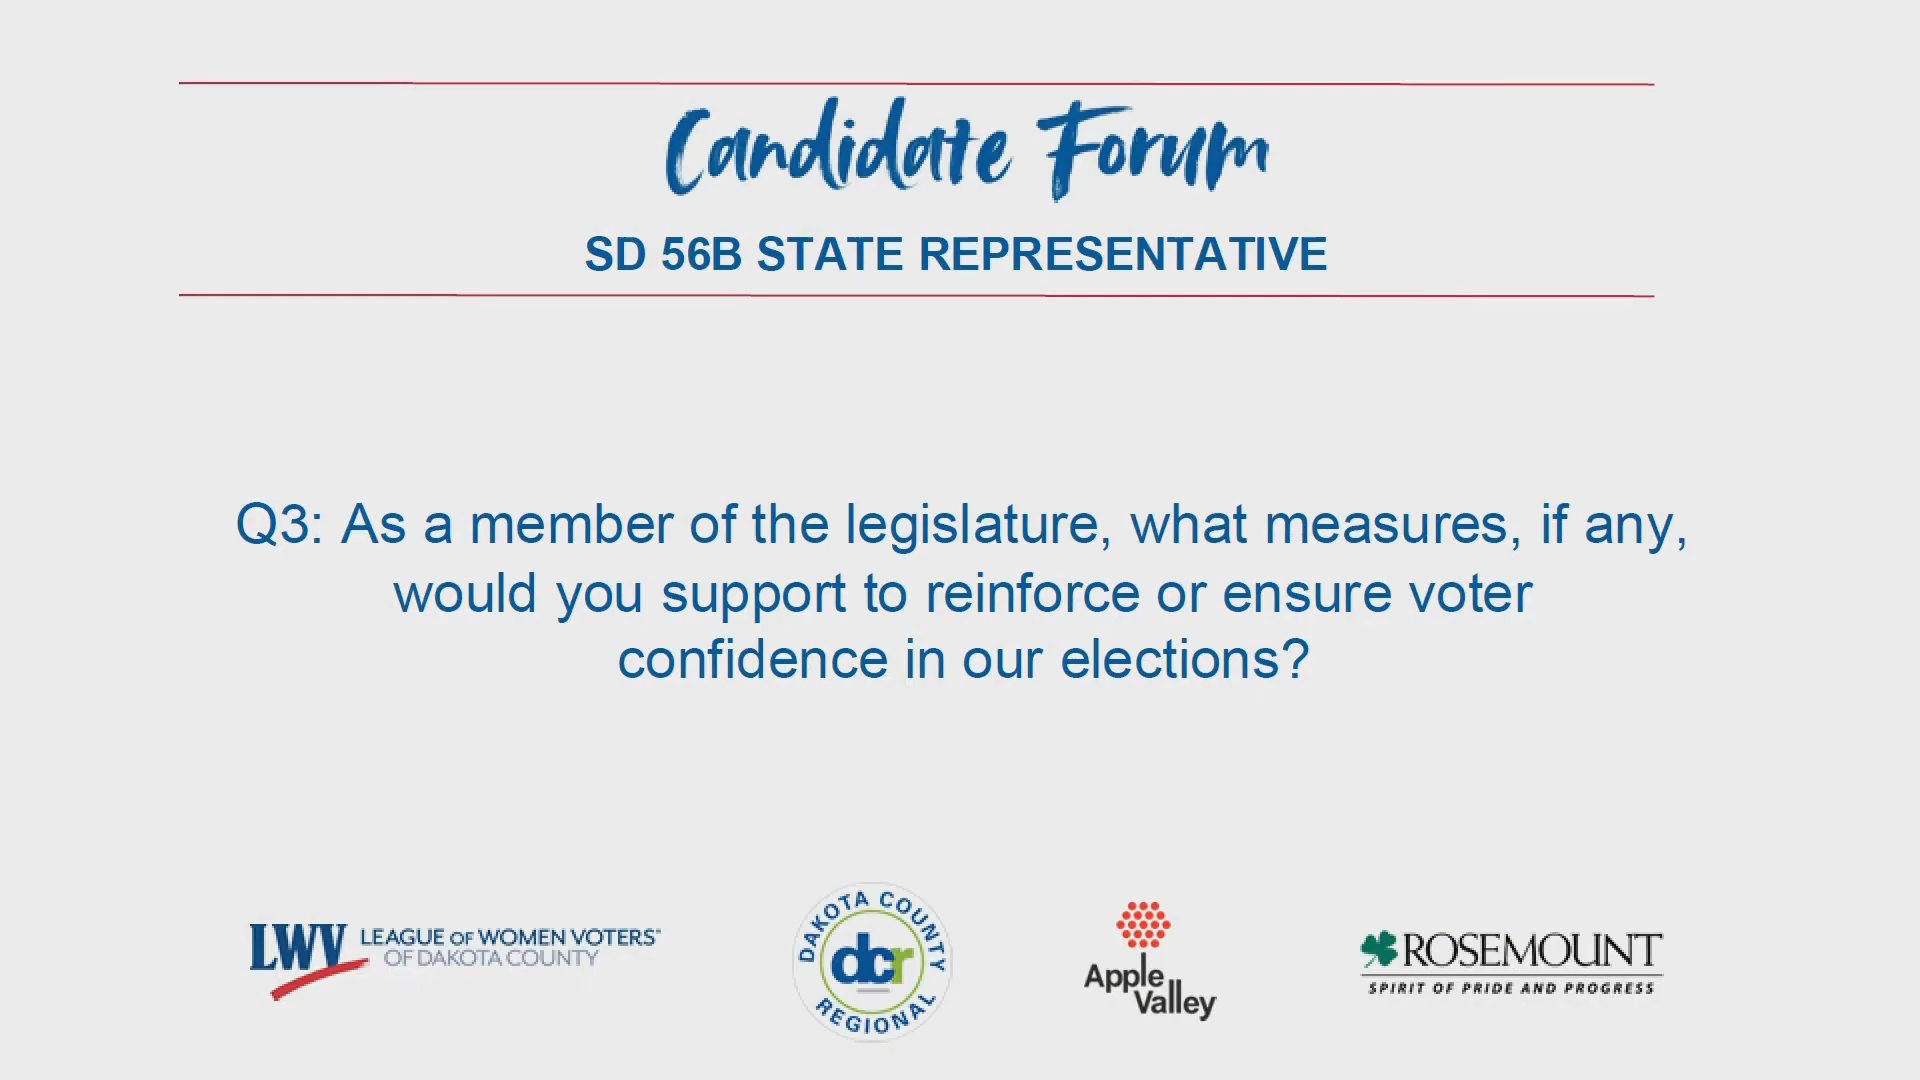 Candidate Forum
SD 56B STATE REPRESENTATIVE
Q3: As a member of the legislature, what measures, if any,
would you support to reinforce or ensure voter
confidence in our elections?
LWV LEAGUE OF WOMEN VOTERS®
OF DAKOTA COUNTY
DAKOTA COUNTY
dcr
REGIONAL
Apple
Valley
ROSEMOUNT
SPIRIT OF PRIDE AND PROGRESS